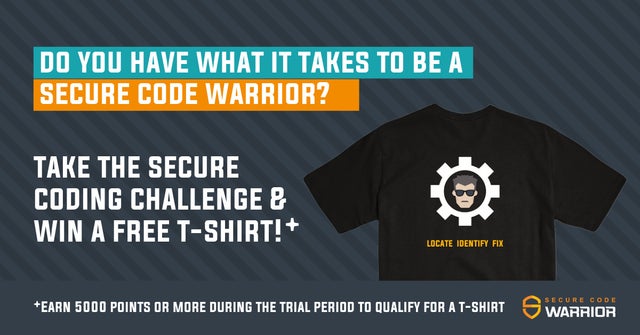 DO YOU HAVE WHAT IT TAKES TO BE A
SECURE CODE WARRIOR?
TAKE THE SECURE
CODING CHALLENGE &
WIN A FREE T-SHIRT!+
LOCATE IDENTIFY FIX
+EARN 5000 POINTS OR MORE DURING THE TRIAL PERIOD TO QUALIFY FOR A T-SHIRT
SECURE CODE
WARRIOR